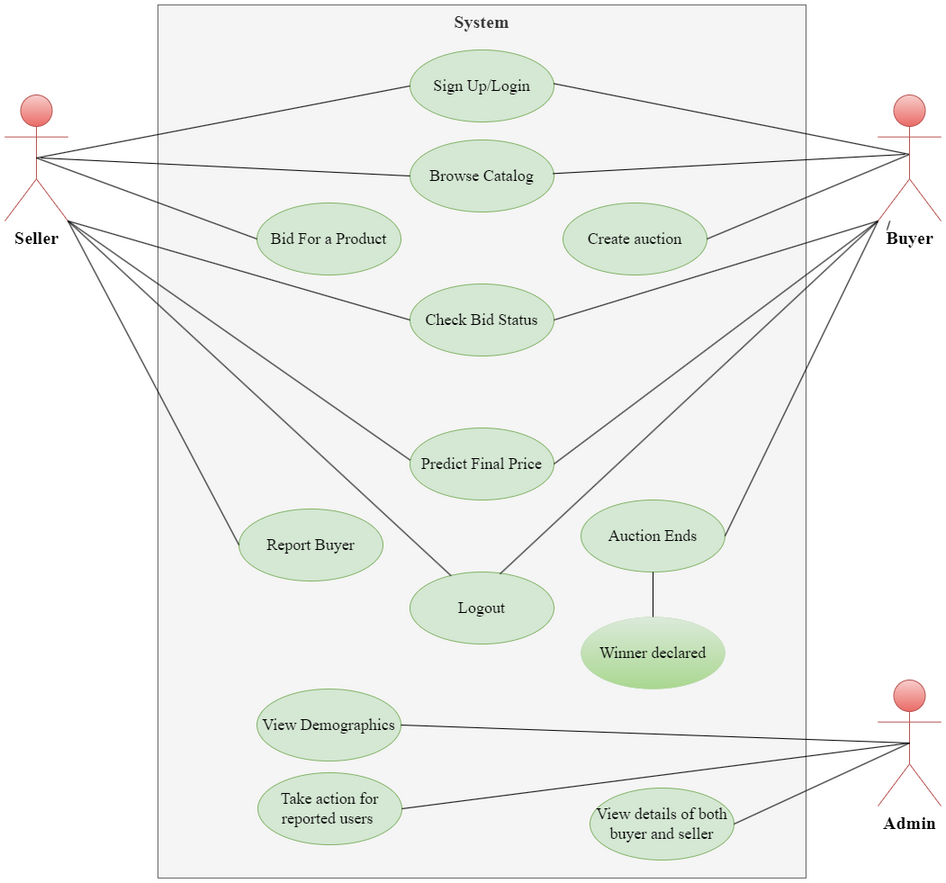 System
Sign Up/Login
Browse Catalog
Bid For a Product
Create auction
Seller
Buyer
Check Bid Status
Predict Final Price
Auction Ends
Report Buyer
Logout
Winner declared
View Demographics
Take action for
reported users
View details of both
buyer and seller
Admin